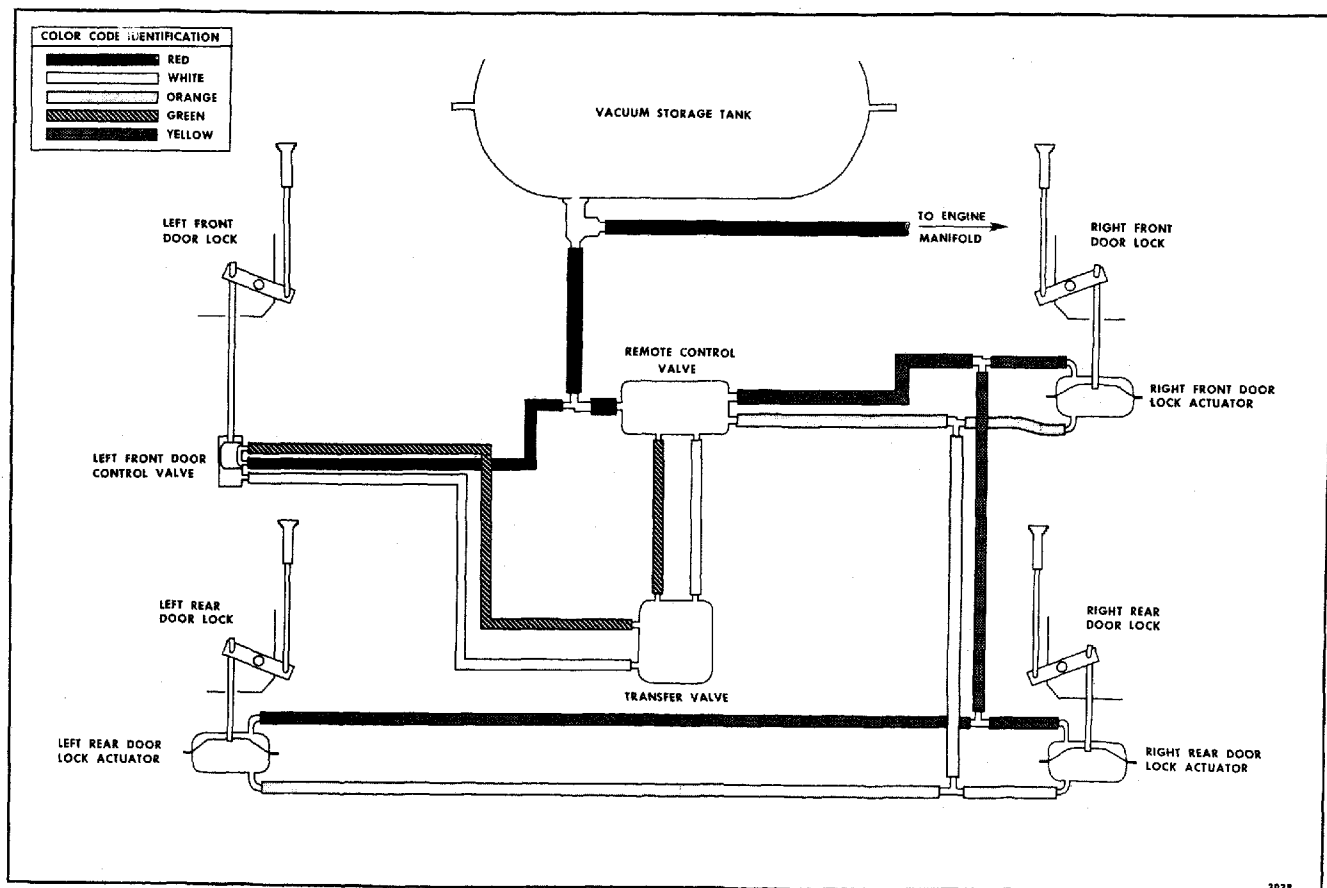 COLOR CODE IDENTIFICATION
RED
WHITE
ORANGE
GREEN
YELLOW
VACUUM STORAGE TANK
LEFT FRONT
DOOR LOCK
TO ENGINE
MANIFOLD
RIGHT FRONT
DOOR LOCK
REMOTE CONTROL
VALVE
RIGHT FRONT DOOR
LOCK ACTUATOR
LEFT FRONT DOOR
CONTROL VALVE
LEFT REAR
DOOR LOCK
RIGHT REAR
DOOR LOCK
TRANSFER VALVE
LEFT REAR DOOR
LOCK ACTUATOR
RIGHT REAR DOOR
LOCK ACTUATOR